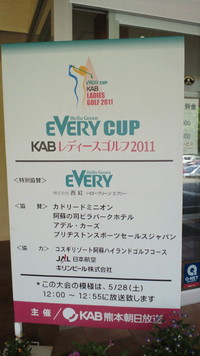 EVERY CUP
KAB
LADIES
GOLF 2011
Hello Green
EVERY CUP
KAB レディースゴルフ2011
<特別協賛>
Hello Green
EVERY
株式会社 西紅 ハローグリーンエブリー
<協 賛>
カドリードミニオン
阿蘇の司ビラパークホテル
アデル・カーズ
ブリヂストンスポーツセールスジャパン
<協 力>
コスギリゾート阿蘇ハイランドゴルフコース
JAL 日本航空
キリンビール株式会社
*この大会の模様は、5/28(土)
12:00 ~ 12:55に放送致します
主催/ KAB熊本朝日放送